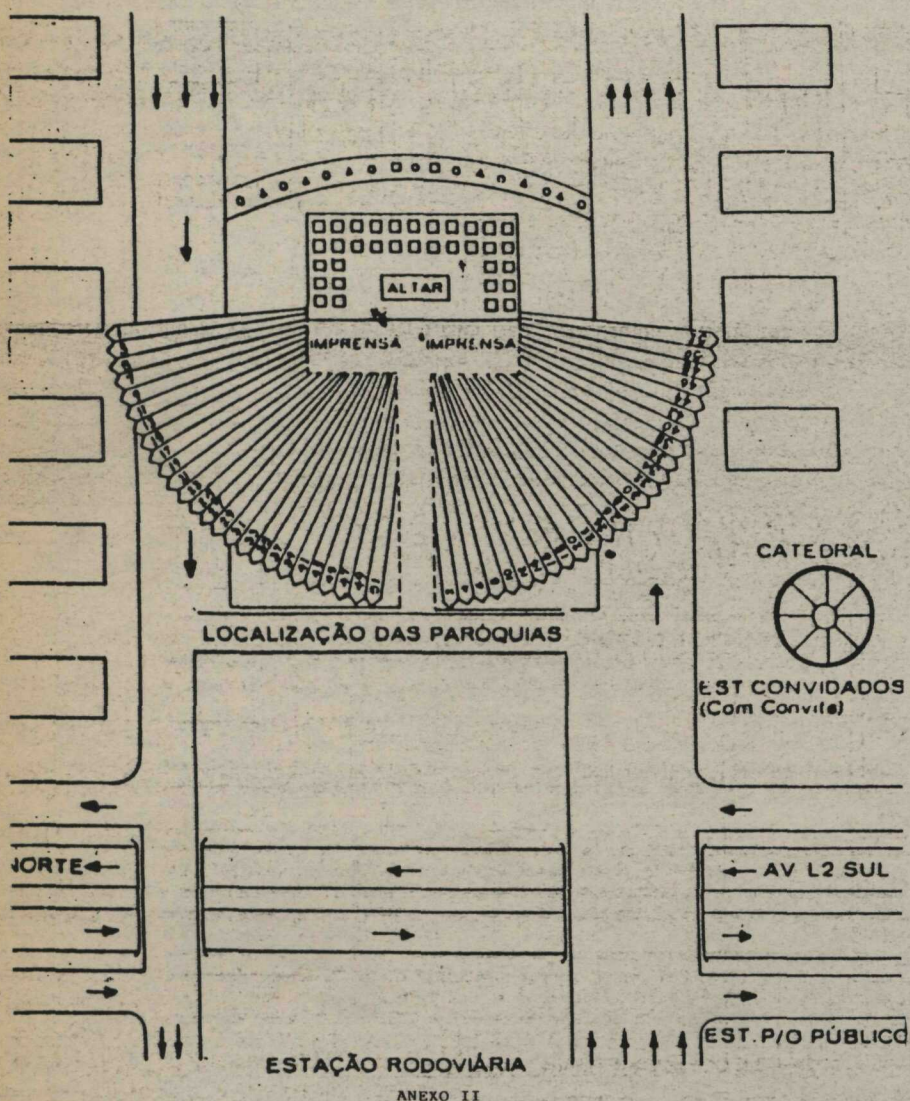 ALTAR
IMPRENSA IMPRENSA
CATEDRAL
LOCALIZAÇÃO DAS PARÓQUIAS
EST CONVIDADOS
(Com Convite)
NORTE
AV L2 SUL
EST. P/O PÚBLICO
ESTAÇÃO RODOVIÁRIA
ANEXO II